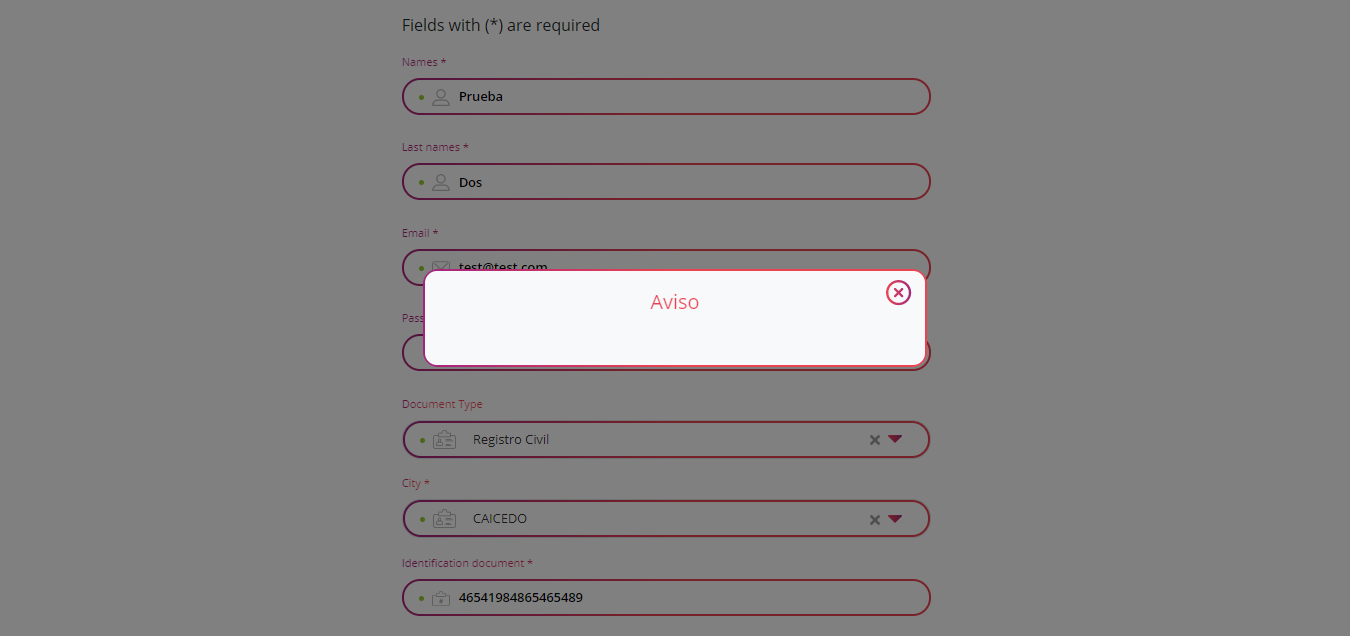 Fields with (*) are required
Names *
Prueba
Last names *
Dos
Email *
test@test.com
Aviso
Pass
Document Type
Registro Civil
City *
CAICEDO
Identification document *
46541984865465489